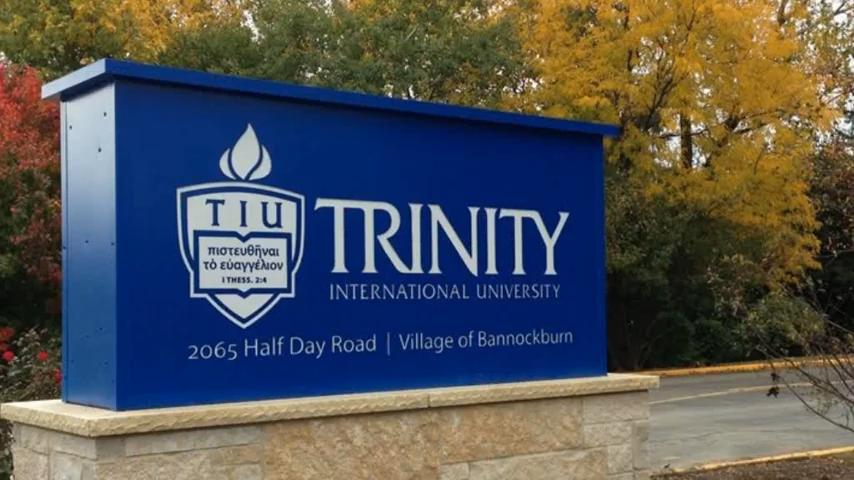 TIU
πιστευθῆναι
τὸ εὐαγγέλιον
I THESS. 2:4
TRINITY
INTERNATIONAL UNIVERSITY
2065 Half Day Road | Village of Bannockburn